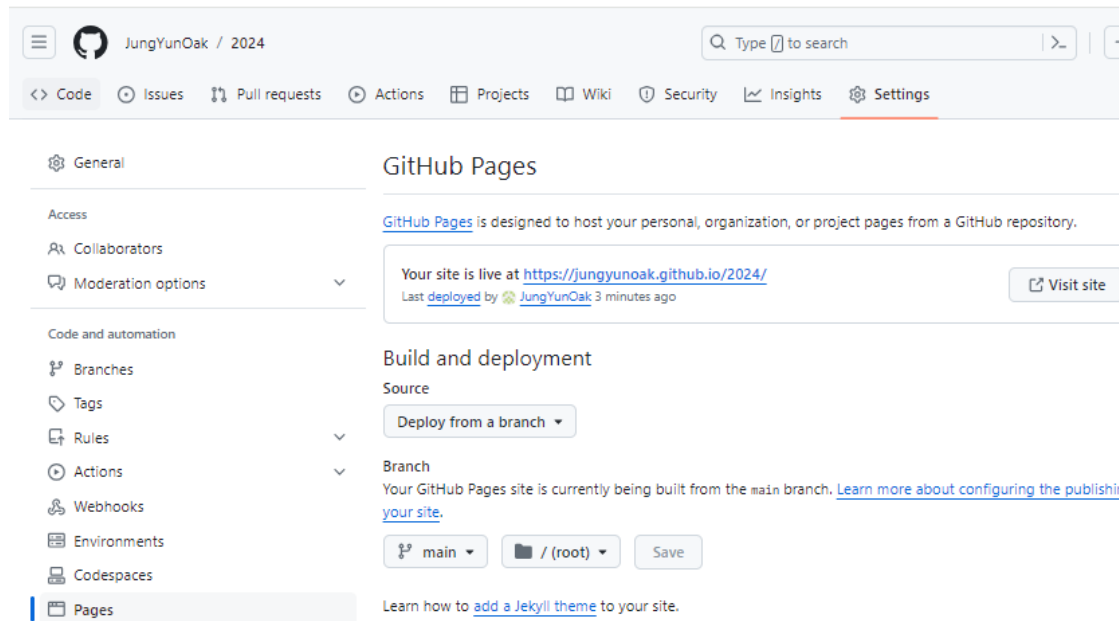 JungYunOak / 2024
Type / to search
Code Issues Pull requests Actions Projects Wiki Security Insights Settings
General
Access
Collaborators
Moderation options
Code and automation
Branches
Tags
Rules
Actions
Webhooks
Environments
Codespaces
Pages
GitHub Pages
GitHub Pages is designed to host your personal, organization, or project pages from a GitHub repository.
Your site is live at https://jungyunoak.github.io/2024/
Last deployed by JungYunOak 3 minutes ago
Visit site
Build and deployment
Source
Deploy from a branch
Branch
Your GitHub Pages site is currently being built from the main branch. Learn more about configuring the
your site.
main / (root) Save
Learn how to add a Jekyll theme to your site.